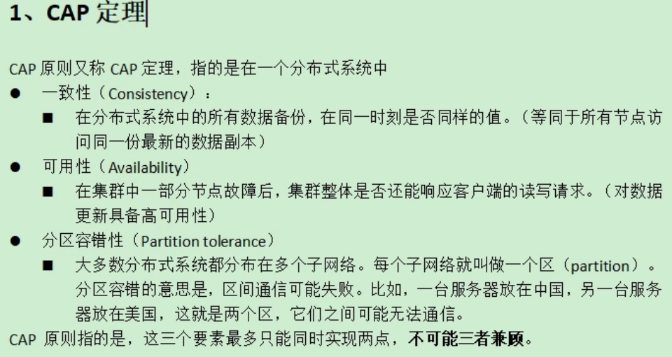 1、CAP 定理
CAP 原则又称 CAP 定理，指的是在一个分布式系统中
● 一致性（Consistency）：
■ 在分布式系统中的所有数据备份，在同一时刻是否同样的值。（等同于所有节点访
问同一份最新的数据副本）
● 可用性（Availability）
■ 在集群中一部分节点故障后，集群整体是否还能响应客户端的读写请求。（对数据
更新具备高可用性）
● 分区容错性（Partition tolerance）
■ 大多数分布式系统都分布在多个子网络。每个子网络就叫做一个区（partition）。
分区容错的意思是，区间通信可能失败。比如，一台服务器放在中国，另一台服务
器放在美国，这就是两个区，它们之间可能无法通信。
CAP 原则指的是，这三个要素最多只能同时实现两点，不可能三者兼顾。